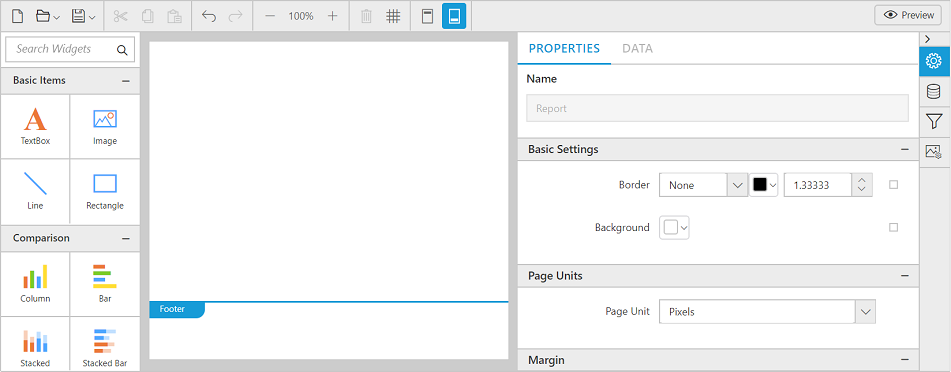 100%
Preview
Search Widgets
Basic Items
TextBox
Image
Line
Rectangle
Comparison
Column
Bar
Stacked
Stacked Bar
Footer
PROPERTIES
DATA
Name
Report
Basic Settings
Border
None
1.33333
Background
Page Units
Page Unit
Pixels
Margin